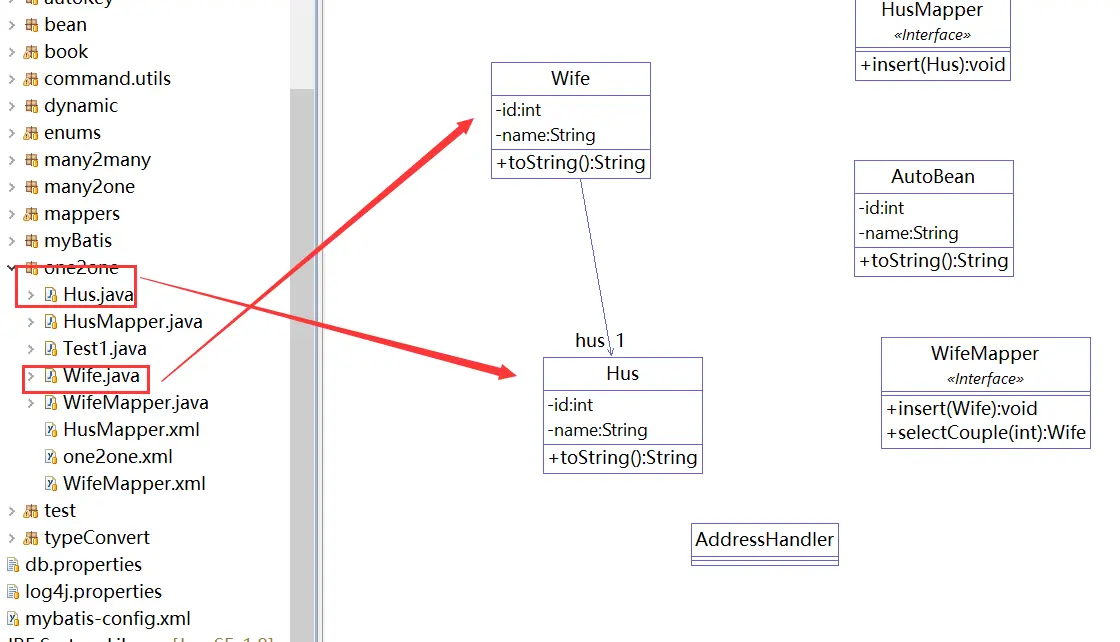 autoKey
bean
book
command.utils
dynamic
enums
many2many
many2one
mappers
myBatis
one2one
Hus.java
HusMapper.java
Test1.java
Wife.java
WifeMapper.java
HusMapper.xml
one2one.xml
WifeMapper.xml
test
typeConvert
db.properties
log4j.properties
mybatis-config.xml
Wife
-id:int
-name:String
+toString():String
hus 1
Hus
-id:int
-name:String
+toString():String
AddressHandler
HusMapper
«Interface»
+insert(Hus):void
AutoBean
-id:int
-name:String
+toString():String
WifeMapper
«Interface»
+insert(Wife):void
+selectCouple(int):Wife